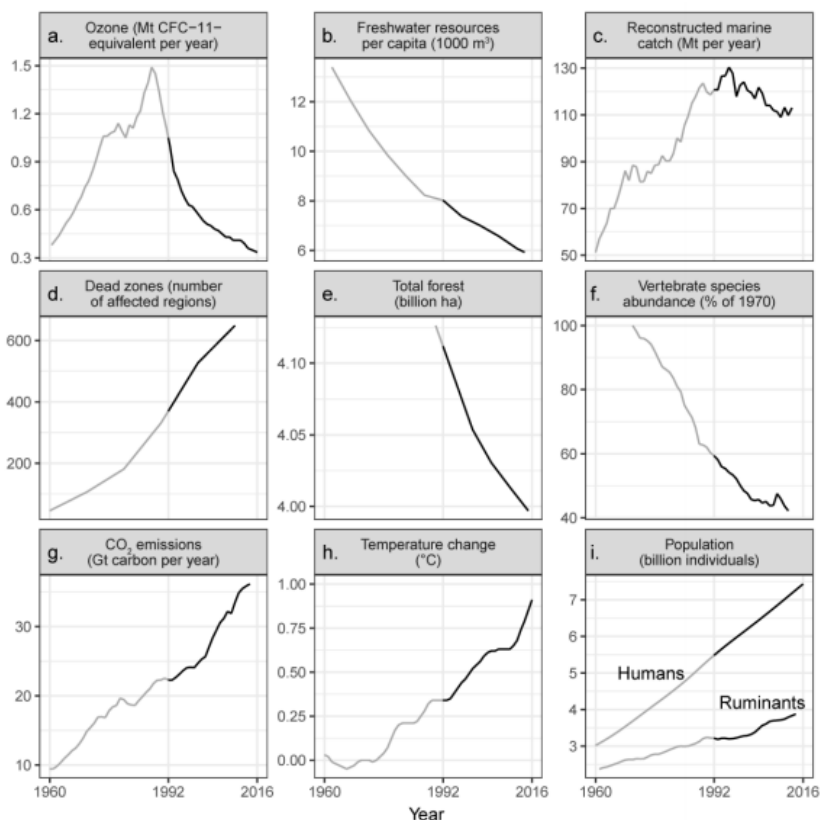 a. Ozone (Mt CFC−11−
equivalent per year)
b. Freshwater resources
per capita (1000 m³)
c. Reconstructed marine
catch (Mt per year)
1.5
1.2
0.9
0.6
0.3
12
10
8
6
130
110
90
70
50
d. Dead zones (number
of affected regions)
e. Total forest
(billion ha)
f. Vertebrate species
abundance (% of 1970)
600
400
200
4.10
4.05
4.00
100
80
60
40
g. CO₂ emissions
(Gt carbon per year)
h. Temperature change
(°C)
i. Population
(billion individuals)
30
20
10
1.00
0.75
0.50
0.25
0.00
7
6
5
4
3
Humans
Ruminants
1960 1992 2016
1960 1992 2016
1960 1992 2016
Year